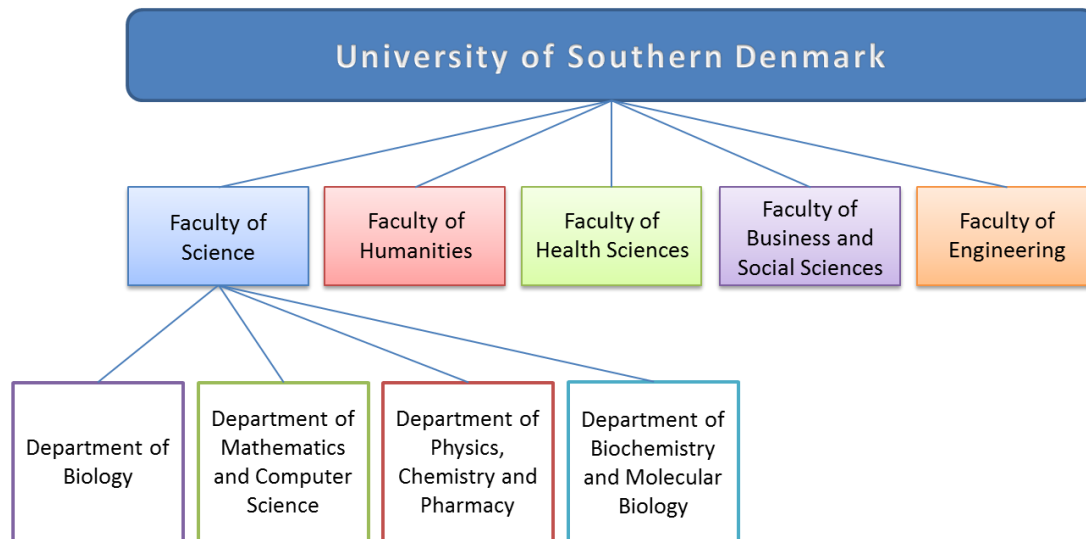 University of Southern Denmark
Faculty of
Science
Faculty of
Humanities
Faculty of
Health Sciences
Faculty of
Business and
Social Sciences
Faculty of
Engineering
Department of
Biology
Department of
Mathematics
and Computer
Science
Department of
Physics,
Chemistry and
Pharmacy
Department of
Biochemistry
and Molecular
Biology